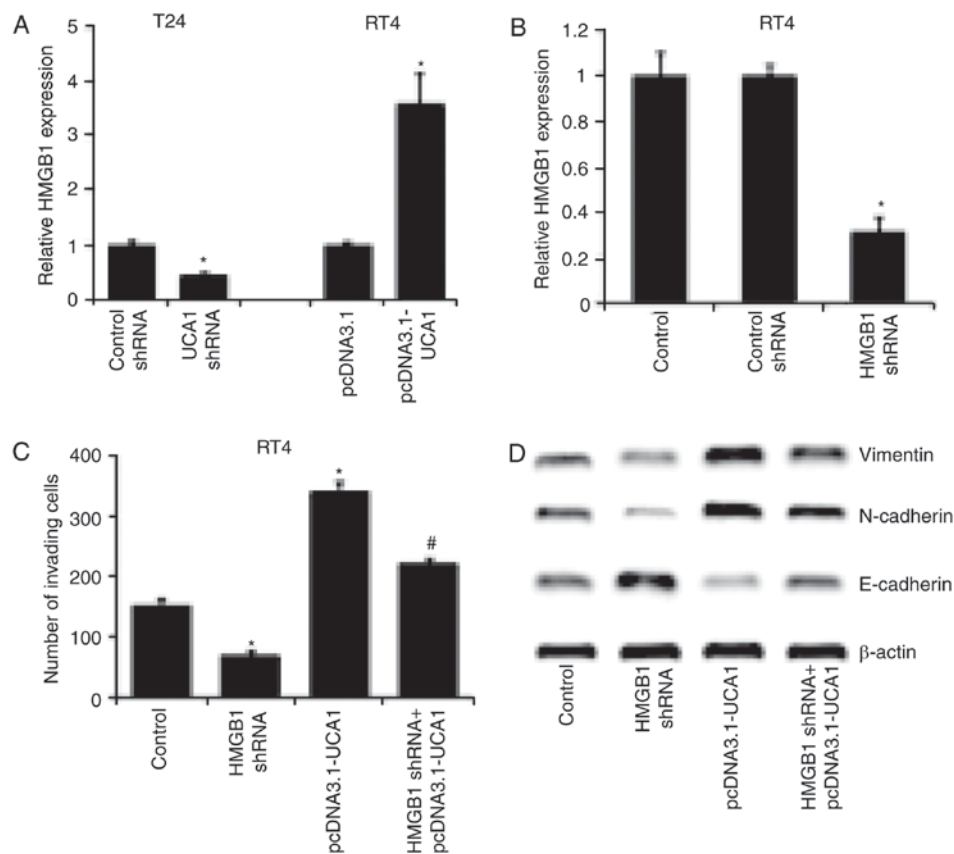 A
T24
RT4
Relative HMGB1 expression
6
5
4
3
2
1
0
*
*
Control
shRNA
UCA1
shRNA
pcDNA3.1
pcDNA3.1-
UCA1
B
RT4
Relative HMGB1 expression
1.2
1
0.8
0.6
0.4
0.2
0
*
Control
Control
shRNA
HMGB1
shRNA
C
RT4
Number of invading cells
400
300
200
100
0
*
*
#
Control
HMGB1
shRNA
pcDNA3.1-UCA1
HMGB1 shRNA+
pcDNA3.1-UCA1
D
Vimentin
N-cadherin
E-cadherin
β-actin
Control
HMGB1
shRNA
pcDNA3.1-UCA1
HMGB1 shRNA+
pcDNA3.1-UCA1